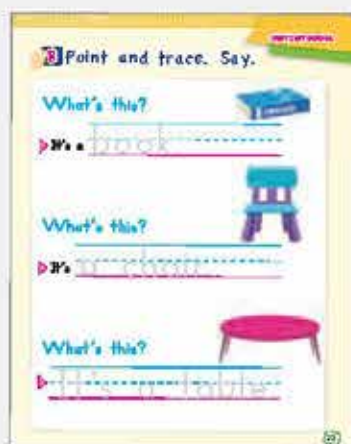 B Point and trace. Say.
What's this?
It's a book
What's this?
It's a chair
What's this?
It's a table